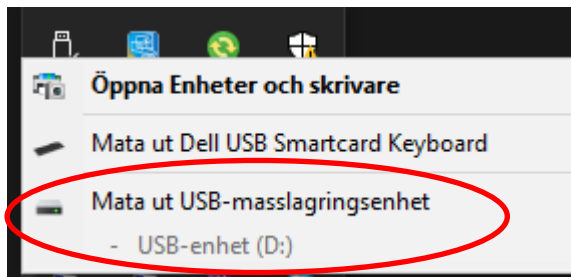 Öppna Enheter och skrivare
Mata ut Dell USB Smartcard Keyboard
Mata ut USB-masslagringsenhet
- USB-enhet (D:)